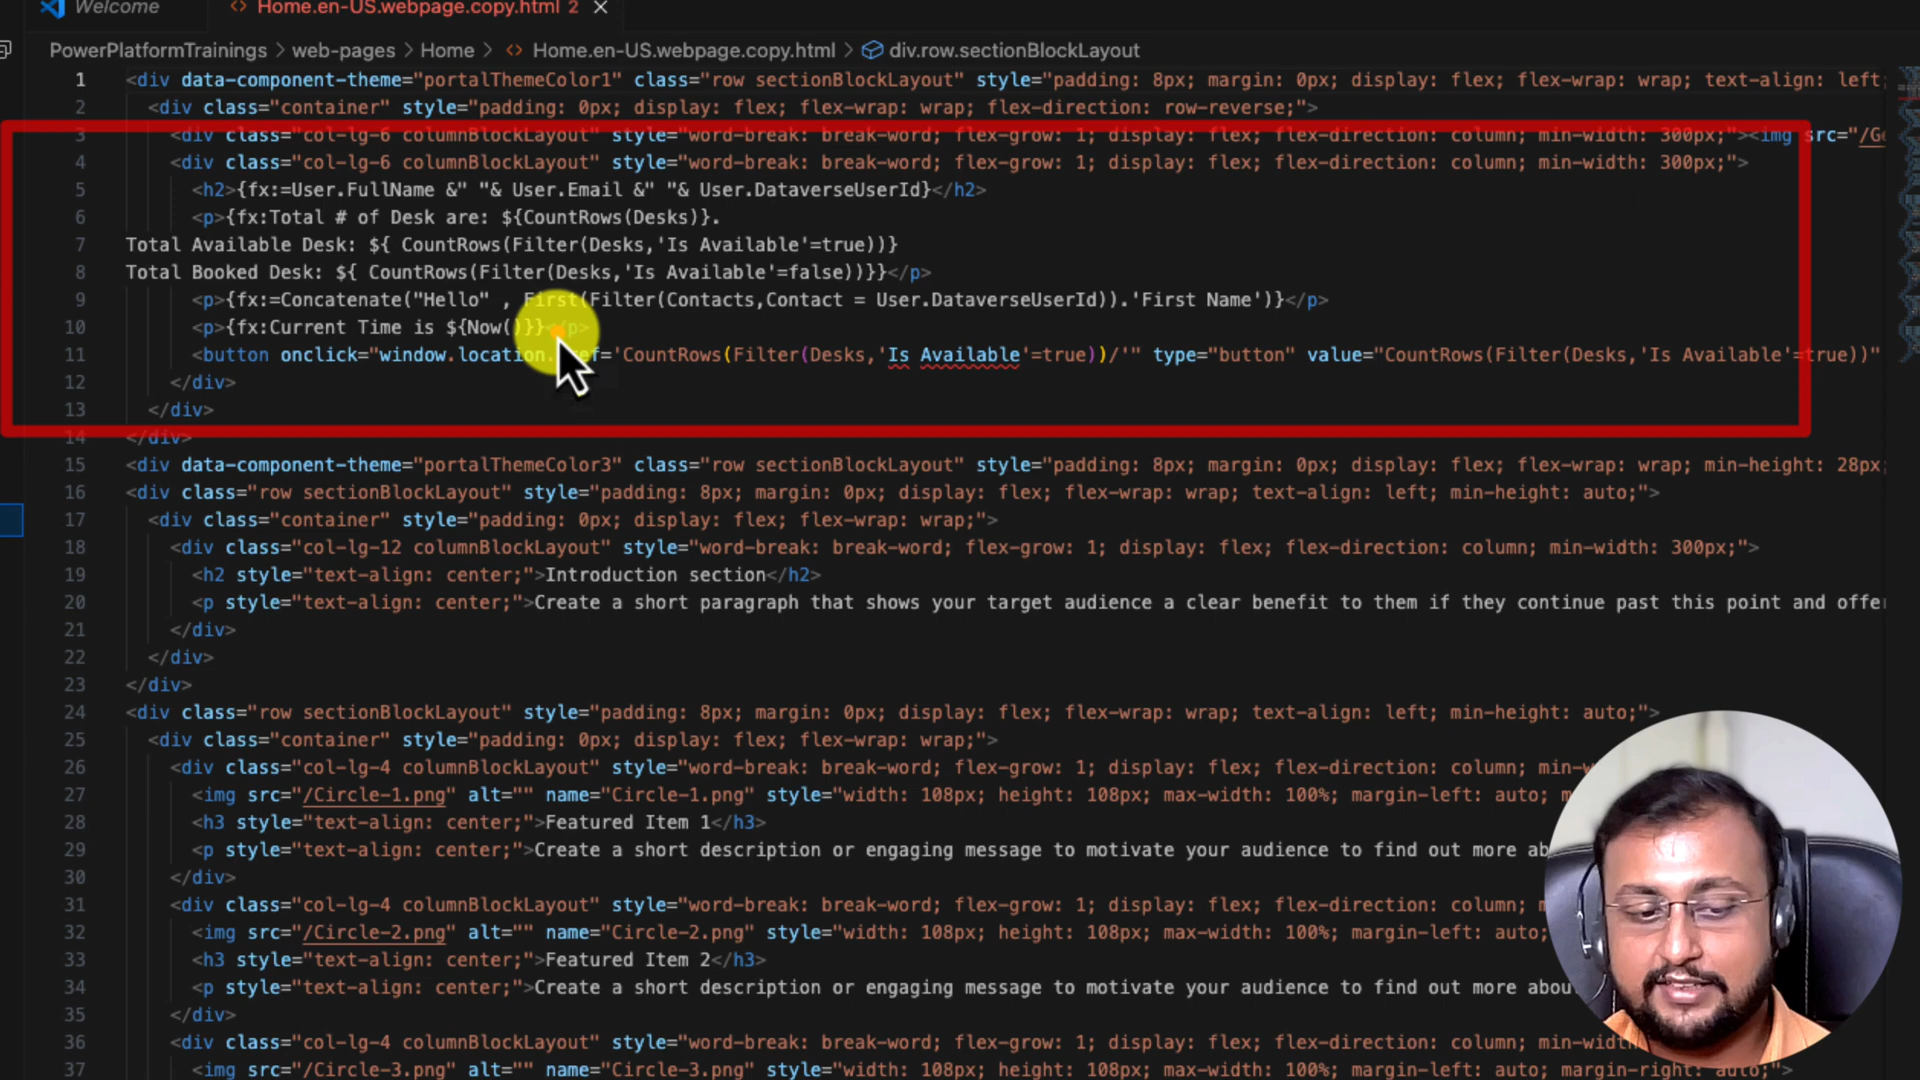 Welcome
Home.en-US.webpage.copy.html 2
PowerPlatformTrainings > web-pages > Home > Home.en-US.webpage.copy.html > div.row.sectionBlockLayout
1 <div data-component-theme="portalThemeColor1" class="row sectionBlockLayout" style="padding: 8px; margin: 0px; display: flex; flex-wrap: wrap; text-align: left;
2 <div class="container" style="padding: 0px; display: flex; flex-wrap: wrap; flex-direction: row-reverse;">
3 <div class="col-lg-6 columnBlockLayout" style="word-break: break-word; flex-grow: 1; display: flex; flex-direction: column; min-width: 300px;"><img src="/Go
4 <div class="col-lg-6 columnBlockLayout" style="word-break: break-word; flex-grow: 1; display: flex; flex-direction: column; min-width: 300px;">
5 <h2>{fx:=User.FullName &" "& User.Email &" "& User.DataverseUserId}</h2>
6 <p>{fx:Total # of Desk are: ${CountRows(Desks)}.
7 Total Available Desk: ${ CountRows(Filter(Desks,'Is Available'=true))}
8 Total Booked Desk: ${ CountRows(Filter(Desks,'Is Available'=false))}}</p>
9 <p>{fx:=Concatenate("Hello" , First(Filter(Contacts,Contact = User.DataverseUserId)).'First Name')}</p>
10 <p>{fx:Current Time is ${Now()}}</p>
11 <button onclick="window.location.href='CountRows(Filter(Desks,'Is Available'=true))/'" type="button" value="CountRows(Filter(Desks,'Is Available'=true))"
12 </div>
13 </div>
14 </div>
15 <div data-component-theme="portalThemeColor3" class="row sectionBlockLayout" style="padding: 8px; margin: 0px; display: flex; flex-wrap: wrap; min-height: 28px;
16 <div class="row sectionBlockLayout" style="padding: 8px; margin: 0px; display: flex; flex-wrap: wrap; text-align: left; min-height: auto;">
17 <div class="container" style="padding: 0px; display: flex; flex-wrap: wrap;">
18 <div class="col-lg-12 columnBlockLayout" style="word-break: break-word; flex-grow: 1; display: flex; flex-direction: column; min-width: 300px;">
19 <h2 style="text-align: center;">Introduction section</h2>
20 <p style="text-align: center;">Create a short paragraph that shows your target audience a clear benefit to them if they continue past this point and offe
21 </div>
22 </div>
23 </div>
24 <div class="row sectionBlockLayout" style="padding: 8px; margin: 0px; display: flex; flex-wrap: wrap; text-align: left; min-height: auto;">
25 <div class="container" style="padding: 0px; display: flex; flex-wrap: wrap;">
26 <div class="col-lg-4 columnBlockLayout" style="word-break: break-word; flex-grow: 1; display: flex; flex-direction: column; min-w
27 <img src="/Circle-1.png" alt="" name="Circle-1.png" style="width: 108px; height: 108px; max-width: 100%; margin-left: auto; m
28 <h3 style="text-align: center;">Featured Item 1</h3>
29 <p style="text-align: center;">Create a short description or engaging message to motivate your audience to find out more ab
30 </div>
31 <div class="col-lg-4 columnBlockLayout" style="word-break: break-word; flex-grow: 1; display: flex; flex-direction: column; m
32 <img src="/Circle-2.png" alt="" name="Circle-2.png" style="width: 108px; height: 108px; max-width: 100%; margin-left: auto;
33 <h3 style="text-align: center;">Featured Item 2</h3>
34 <p style="text-align: center;">Create a short description or engaging message to motivate your audience to find out more abou
35 </div>
36 <div class="col-lg-4 columnBlockLayout" style="word-break: break-word; flex-grow: 1; display: flex; flex-direction: column; min-widt
37 <img src="/Circle-3.png" alt="" name="Circle-3.png" style="width: 108px; height: 108px; max-width: 100%; margin-left: auto; margin-right: auto;">